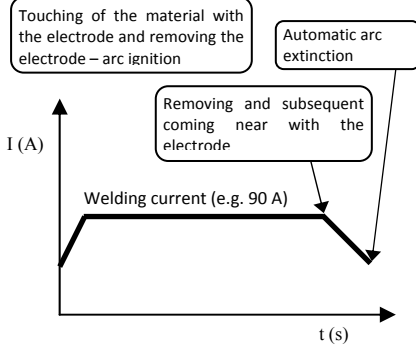 Touching of the material with
the electrode and removing the
electrode – arc ignition
Automatic arc
extinction
Removing and subsequent
coming near with the
electrode
I (A)
Welding current (e.g. 90 A)
t (s)